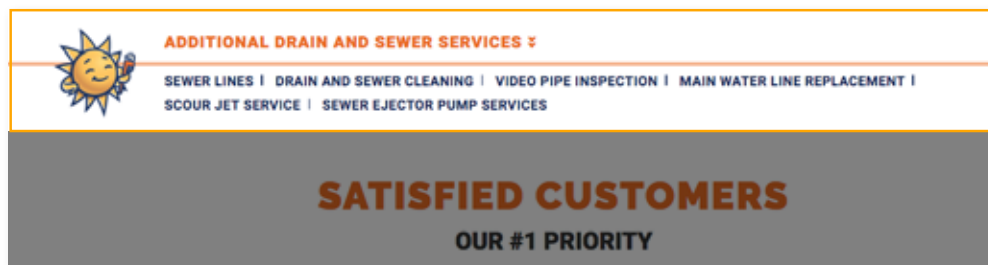 ADDITIONAL DRAIN AND SEWER SERVICES
SEWER LINES | DRAIN AND SEWER CLEANING | VIDEO PIPE INSPECTION | MAIN WATER LINE REPLACEMENT |
SCOUR JET SERVICE | SEWER EJECTOR PUMP SERVICES
SATISFIED CUSTOMERS
OUR #1 PRIORITY